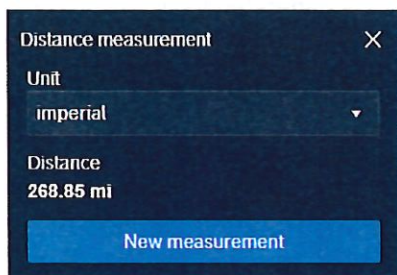 Distance measurement
Unit
imperial
Distance
268.85 mi
New measurement